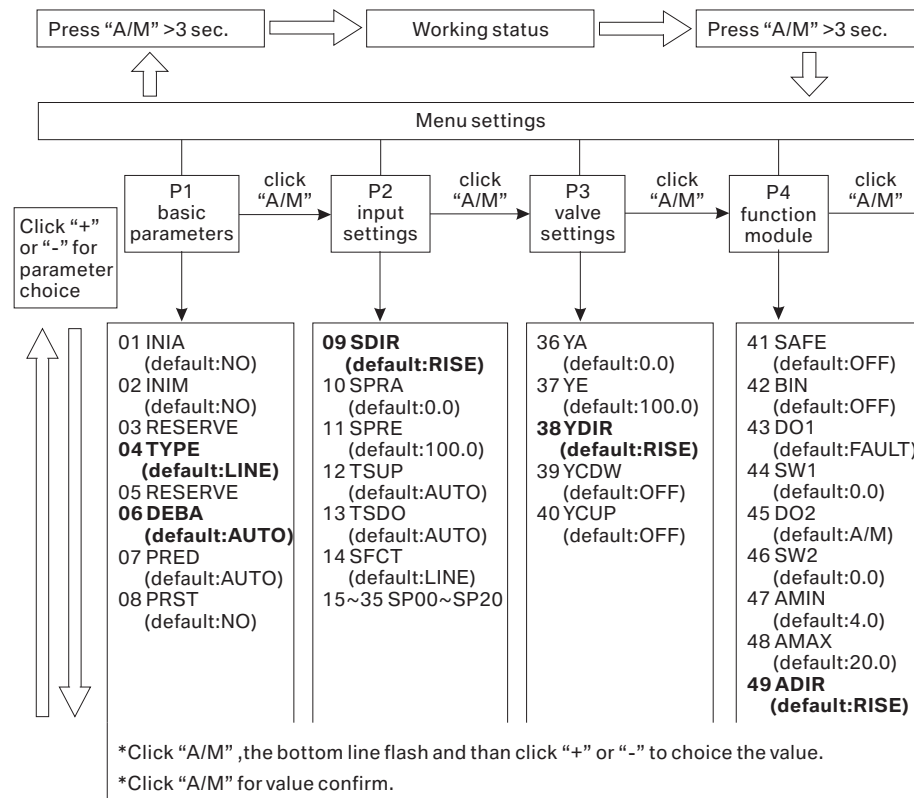 Press “A/M” >3 sec.
Working status
Press “A/M” >3 sec.
Menu settings
P1
basic
parameters
click
“A/M”
P2
input
settings
click
“A/M”
P3
valve
settings
click
“A/M”
P4
function
module
click
“A/M”
Click “+”
or “-” for
parameter
choice
01 INIA
(default:NO)
02 INIM
(default:NO)
03 RESERVE
04 TYPE
(default:LINE)
05 RESERVE
06 DEBA
(default:AUTO)
07 PRED
(default:AUTO)
08 PRST
(default:NO)
09 SDIR
(default:RISE)
10 SPRA
(default:0.0)
11 SPRE
(default:100.0)
12 TSUP
(default:AUTO)
13 TSDO
(default:AUTO)
14 SFCT
(default:LINE)
15~35 SP00~SP20
36 YA
(default:0.0)
37 YE
(default:100.0)
38 YDIR
(default:RISE)
39 YCDW
(default:OFF)
40 YCUP
(default:OFF)
41 SAFE
(default:OFF)
42 BIN
(default:OFF)
43 DO1
(default:FAULT)
44 SW1
(default:0.0)
45 DO2
(default:A/M)
46 SW2
(default:0.0)
47 AMIN
(default:4.0)
48 AMAX
(default:20.0)
49 ADIR
(default:RISE)
*Click “A/M” ,the bottom line flash and than click “+” or “-” to choice the value.
*Click “A/M” for value confirm.